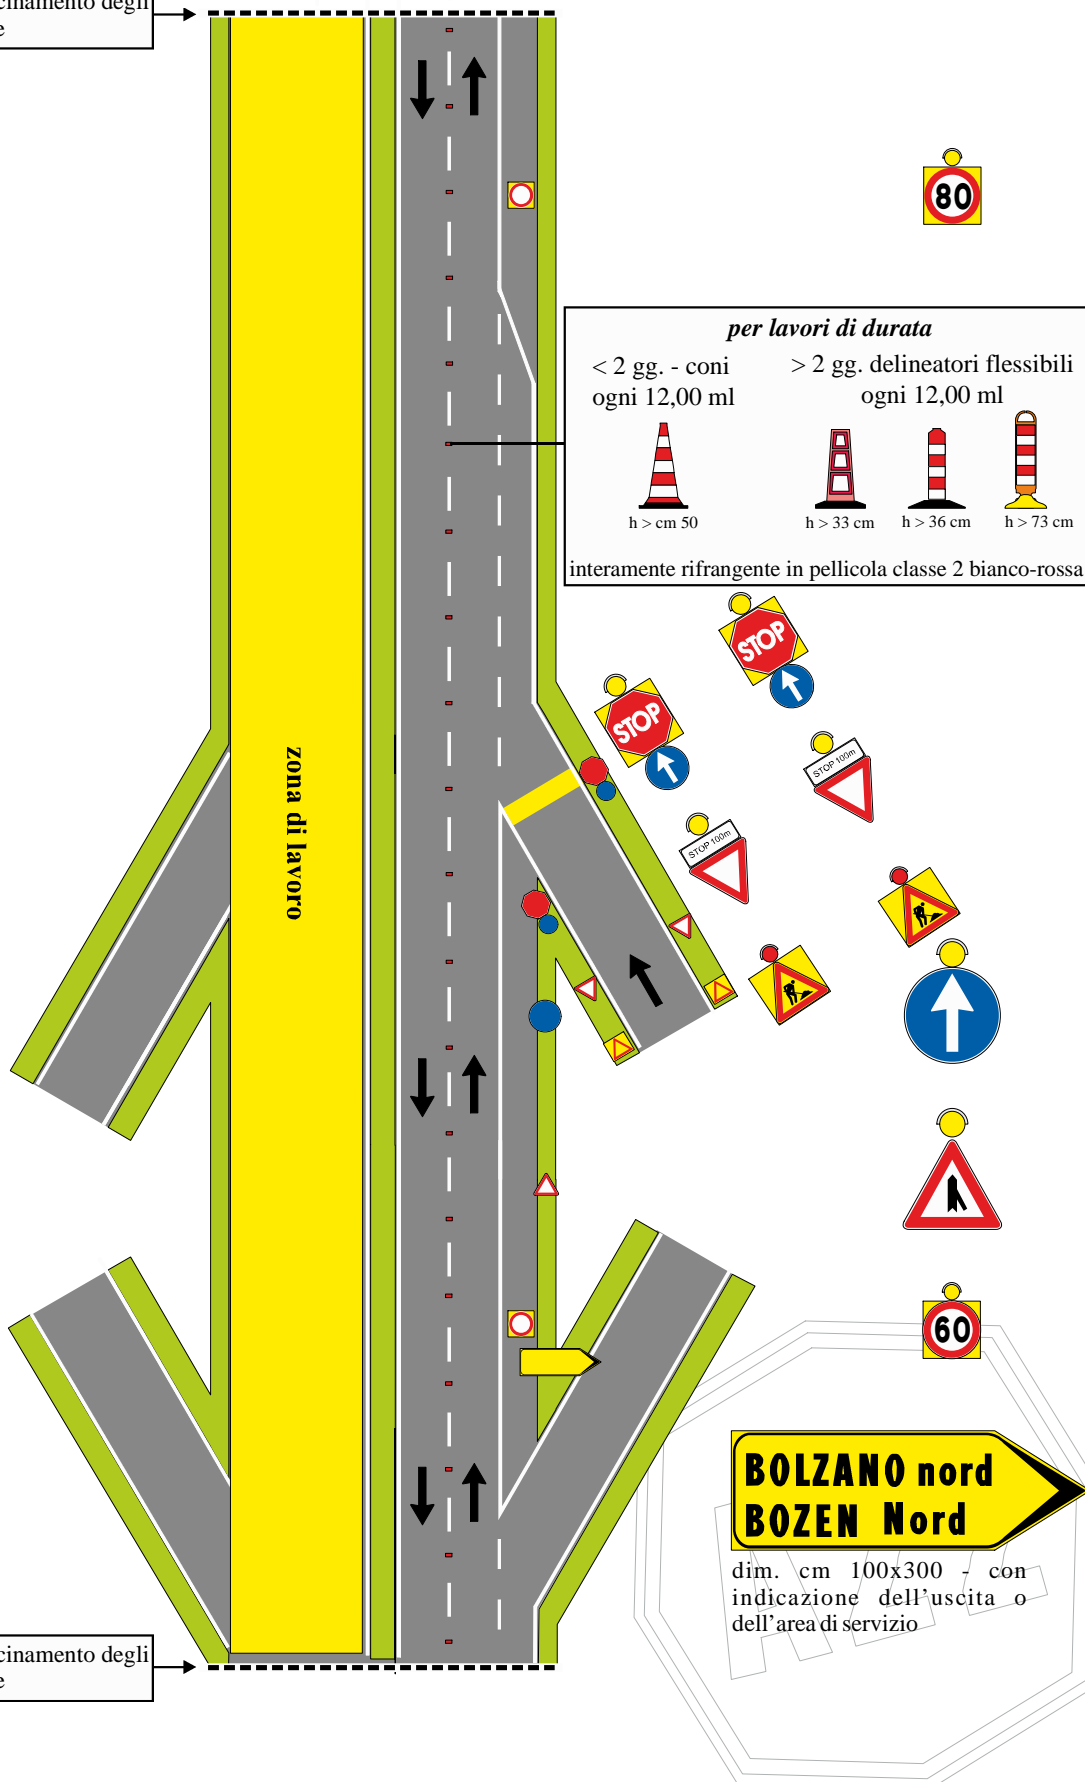 cinamento degli
e
80
per lavori di durata
< 2 gg. - coni
ogni 12,00 ml
> 2 gg. delineatori flessibili
ogni 12,00 ml
h > cm 50
h > 33 cm
h > 36 cm
h > 73 cm
interamente rifrangente in pellicola classe 2 bianco-rossa
STOP
STOP
STOP 100m
STOP 100m
zona di lavoro
60
BOLZANO nord
BOZEN Nord
dim. cm 100x300 - con
indicazione dell'uscita o
dell'area di servizio
cinamento degli
e